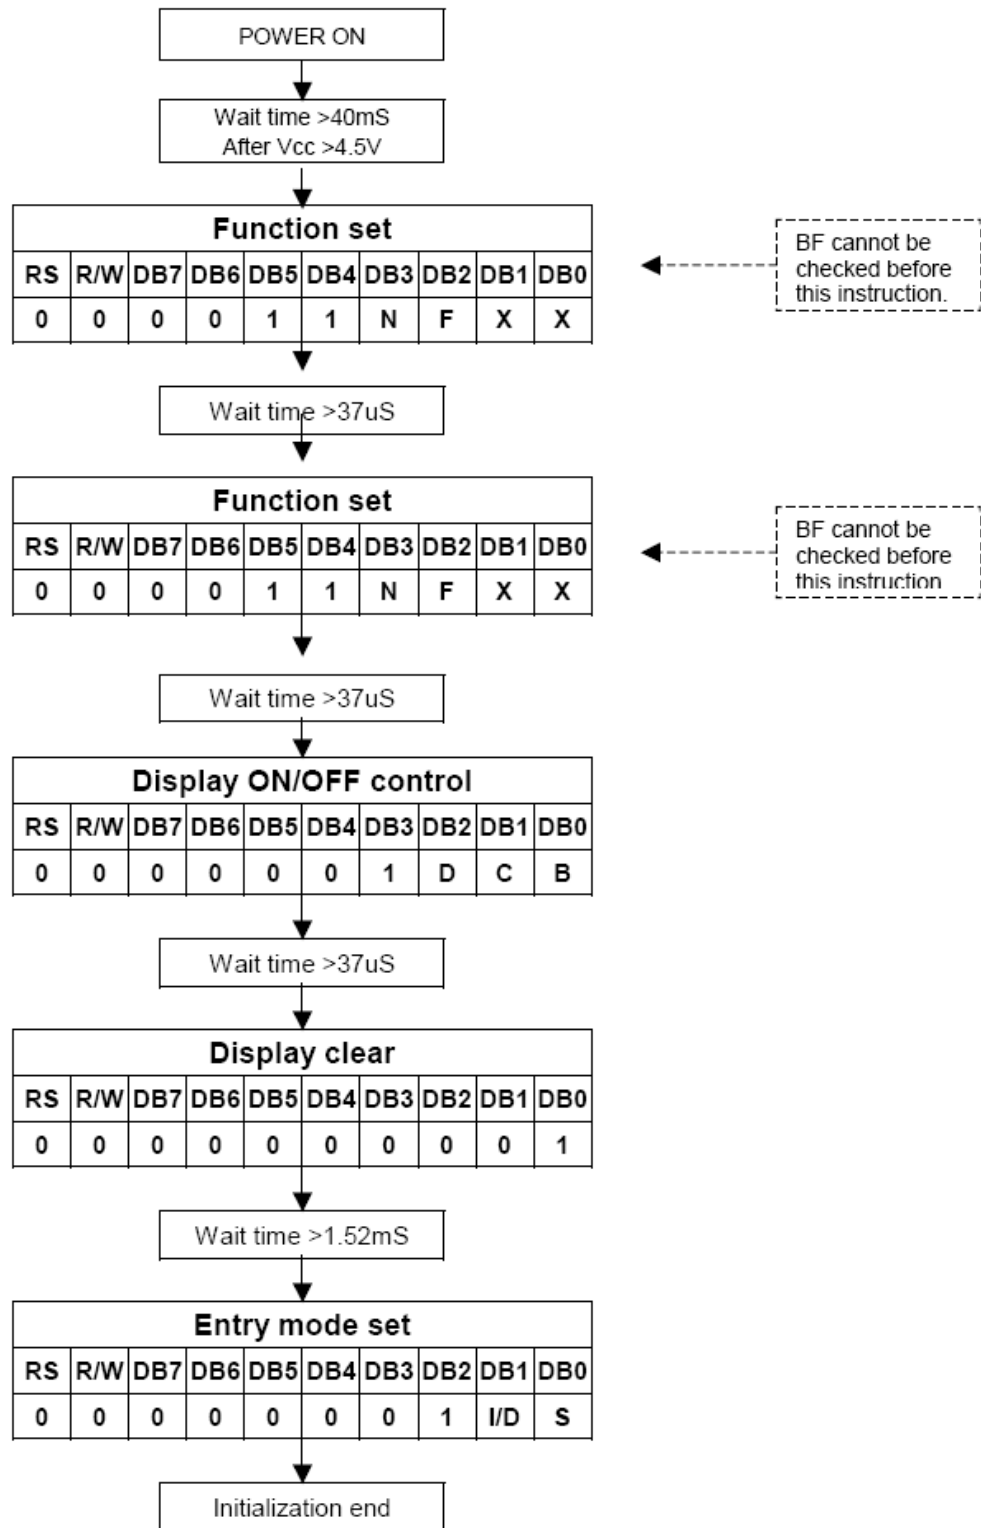 POWER ON
Wait time >40mS
After Vcc >4.5V
Function set
RS R/W DB7 DB6 DB5 DB4 DB3 DB2 DB1 DB0
0 0 0 0 1 1 N F X X
BF cannot be
checked before
this instruction.
Wait time >37uS
Function set
RS R/W DB7 DB6 DB5 DB4 DB3 DB2 DB1 DB0
0 0 0 0 1 1 N F X X
BF cannot be
checked before
this instruction
Wait time >37uS
Display ON/OFF control
RS R/W DB7 DB6 DB5 DB4 DB3 DB2 DB1 DB0
0 0 0 0 0 0 1 D C B
Wait time >37uS
Display clear
RS R/W DB7 DB6 DB5 DB4 DB3 DB2 DB1 DB0
0 0 0 0 0 0 0 0 0 1
Wait time >1.52mS
Entry mode set
RS R/W DB7 DB6 DB5 DB4 DB3 DB2 DB1 DB0
0 0 0 0 0 0 0 1 I/D S
Initialization end